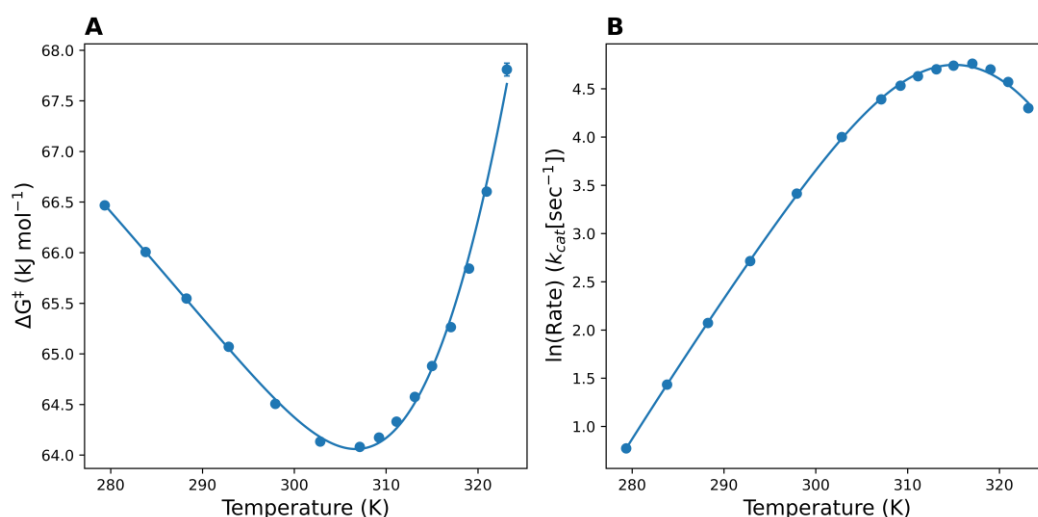 A
68.0
67.5
67.0
66.5
66.0
65.5
65.0
64.5
64.0
ΔG‡ (kJ mol⁻¹)
280 290 300 310 320
Temperature (K)
B
4.5
4.0
3.5
3.0
2.5
2.0
1.5
1.0
ln(Rate) (k_cat[sec⁻¹])
280 290 300 310 320
Temperature (K)